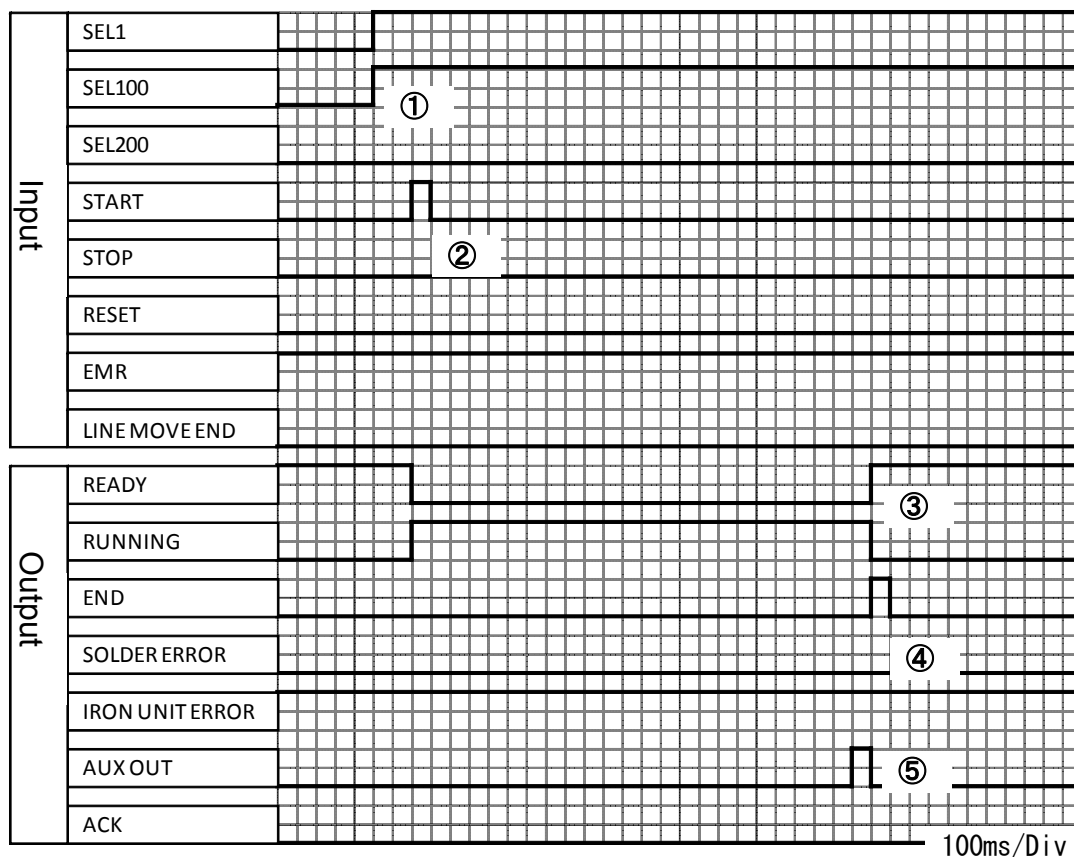 Input
SEL1
SEL100
①
SEL200
START
②
STOP
RESET
EMR
LINE MOVE END
Output
READY
③
RUNNING
END
SOLDER ERROR
④
IRON UNIT ERROR
AUX OUT
⑤
ACK
100ms/Div